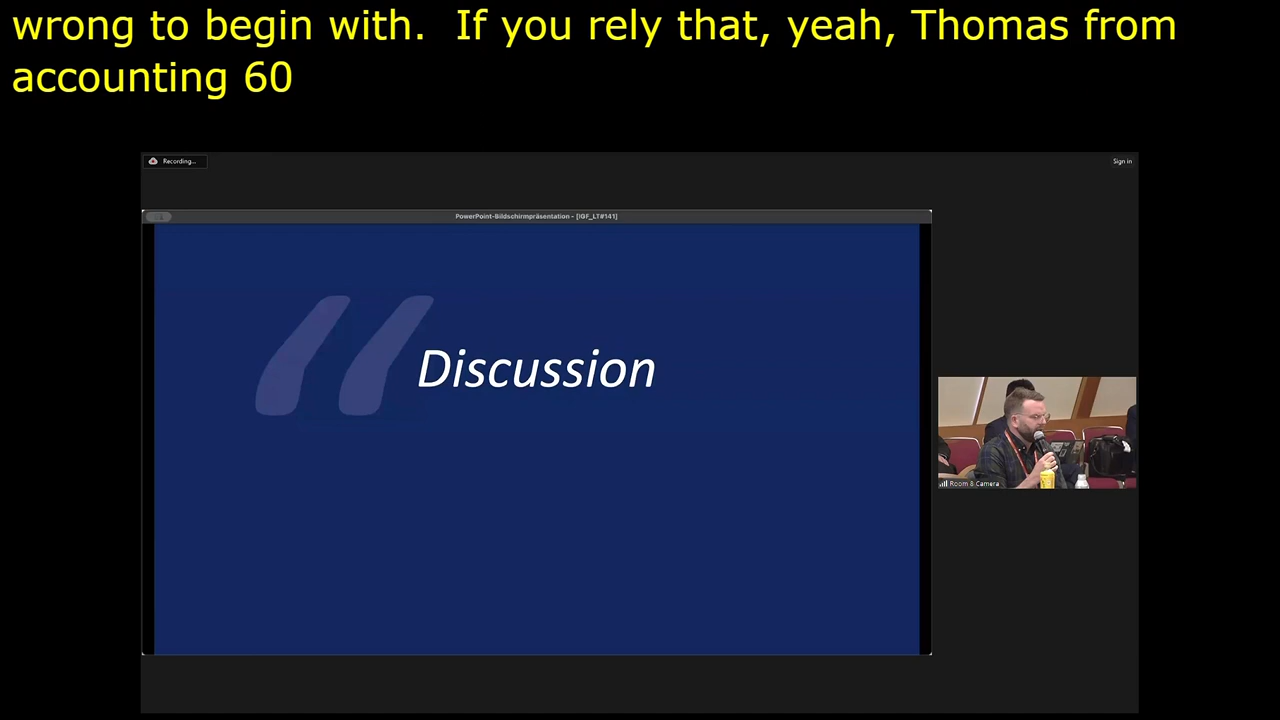 wrong to begin with.  If you rely that, yeah, Thomas from
accounting 60
Recording...
Sign in
PowerPoint-Bildschirmpräsentation - [IGF_LT#141]
Discussion
Room 8 Camera